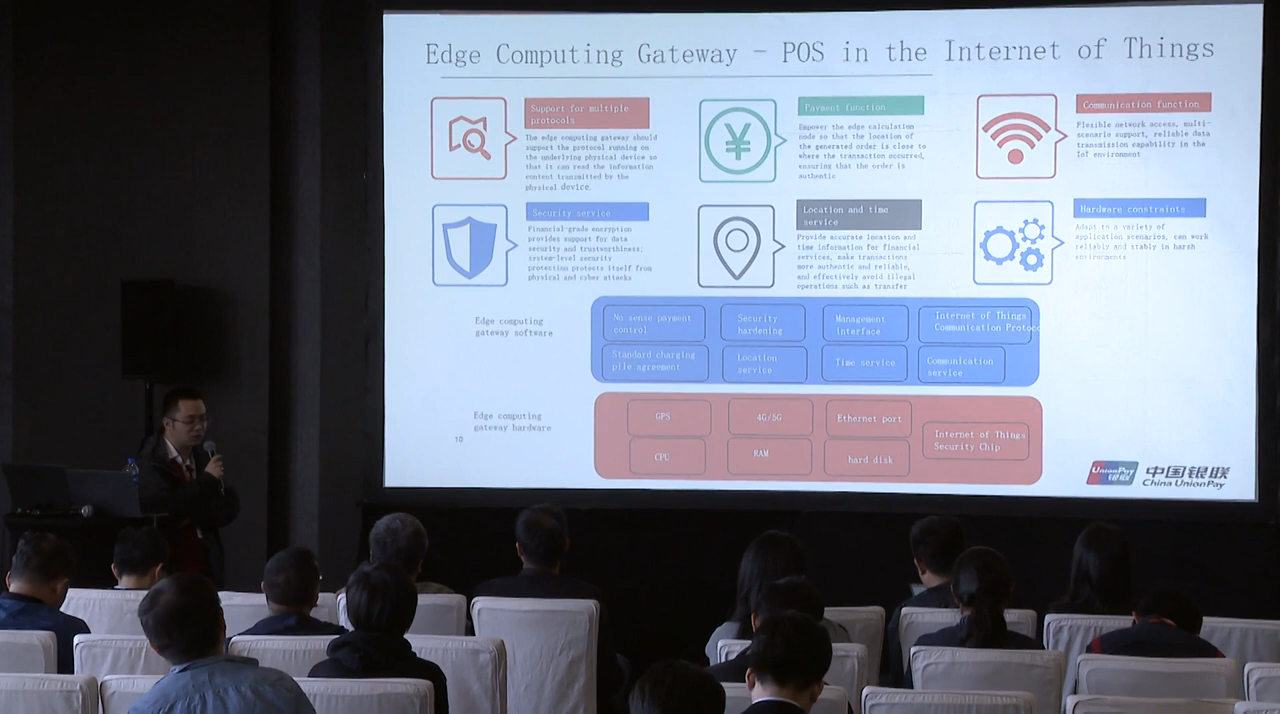 Edge Computing Gateway - POS in the Internet of Things
Support for multiple
protocols
The edge computing gateway should
support the protocol running on
the underlying physical device so
that it can read the information
content transmitted by the
physical device.
Payment function
Empower the edge calculation
node so that the location of
the generated order is close to
where the transaction occurred,
ensuring that the order is
authentic
Communication function
Flexible network access, multi-
scenario support, reliable data
transmission capability in the
IoT environment
Security service
Financial-grade encryption
provides support for data
security and trustworthiness;
system-level security
protection protects itself from
physical and cyber attacks
Location and time
service
Provide accurate location and
time information for financial
services, make transactions
more authentic and reliable,
and effectively avoid illegal
operations such as transfer
Hardware constraints
Adapt to a variety of
application scenarios, can work
reliably and stably in harsh
environments
Edge computing
gateway software
No sense payment
control
Security
hardening
Management
interface
Internet of Things
Communication Protoco
Standard charging
pile agreement
Location
service
Time service
Communication
service
Edge computing
gateway hardware
GPS
4G/5G
Ethernet port
Internet of Things
Security Chip
CPU
RAM
hard disk
10
UnionPay
银联
中国银联
China UnionPay